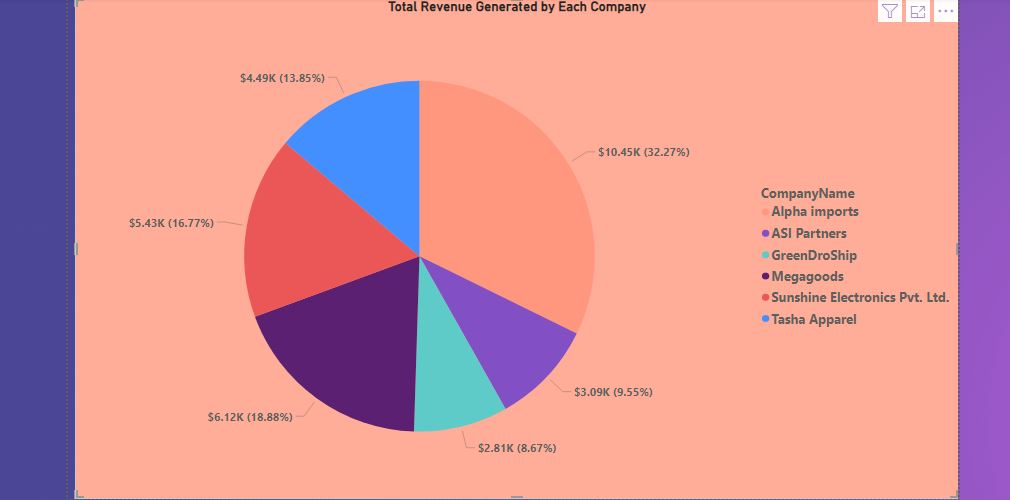 Total Revenue Generated by Each Company
$4.49K (13.85%)
$10.45K (32.27%)
$5.43K (16.77%)
$3.09K (9.55%)
$6.12K (18.88%)
$2.81K (8.67%)
CompanyName
Alpha imports
ASI Partners
GreenDroShip
Megagoods
Sunshine Electronics Pvt. Ltd.
Tasha Apparel